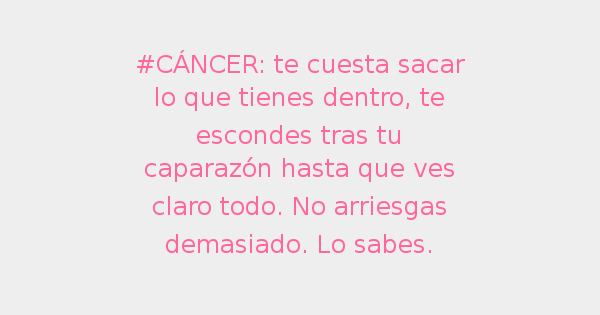 #CÁNCER: te cuesta sacar
lo que tienes dentro, te
escondes tras tu
caparazón hasta que ves
claro todo. No arriesgas
demasiado. Lo sabes.